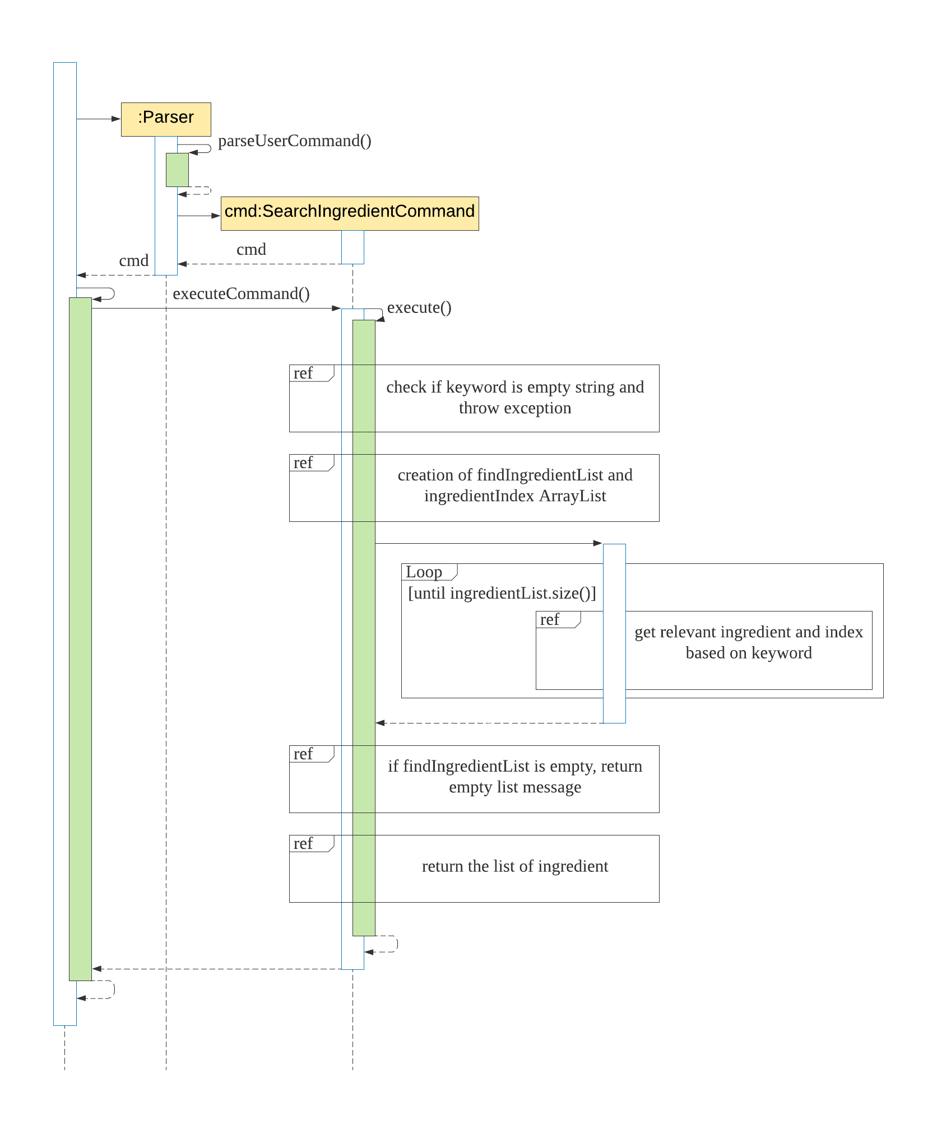 :Parser
parseUserCommand()
cmd:SearchIngredientCommand
cmd
cmd
executeCommand()
execute()
ref
check if keyword is empty string and
throw exception
ref
creation of findIngredientList and
ingredientIndex ArrayList
Loop
[until ingredientList.size()]
ref
get relevant ingredient and index
based on keyword
ref
if findIngredientList is empty, return
empty list message
ref
return the list of ingredient